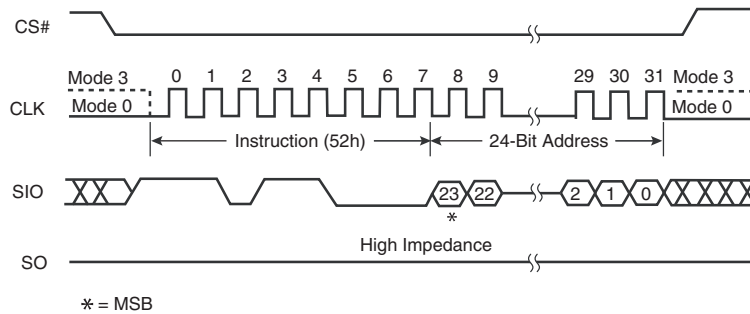 CS#
0 1 2 3 4 5 6 7 8 9 29 30 31
Mode 3 Mode 3
CLK Mode 0 Mode 0
Instruction (52h) 24-Bit Address
SIO 23 22 2 1 0
*
High Impedance
SO
* = MSB